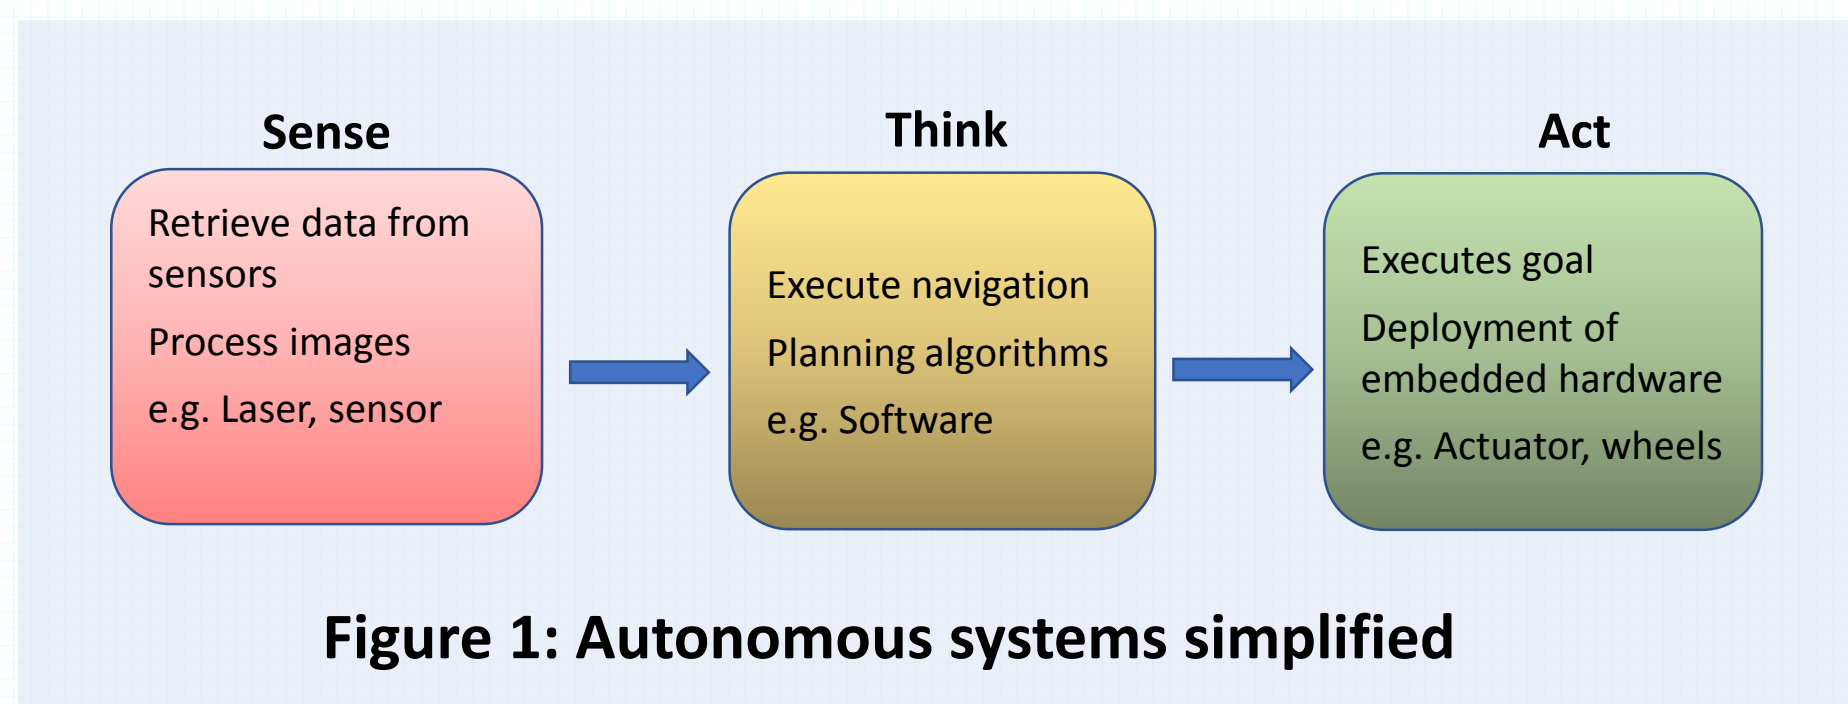 Sense
Retrieve data from
sensors
Process images
e.g. Laser, sensor
Think
Execute navigation
Planning algorithms
e.g. Software
Act
Executes goal
Deployment of
embedded hardware
e.g. Actuator, wheels
Figure 1: Autonomous systems simplified